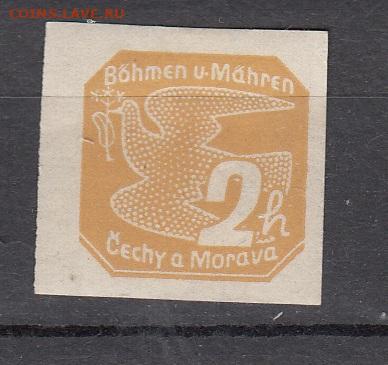 COINS.LAVE.RU
Böhmen u. Mähren
2h
Čechy a Morava